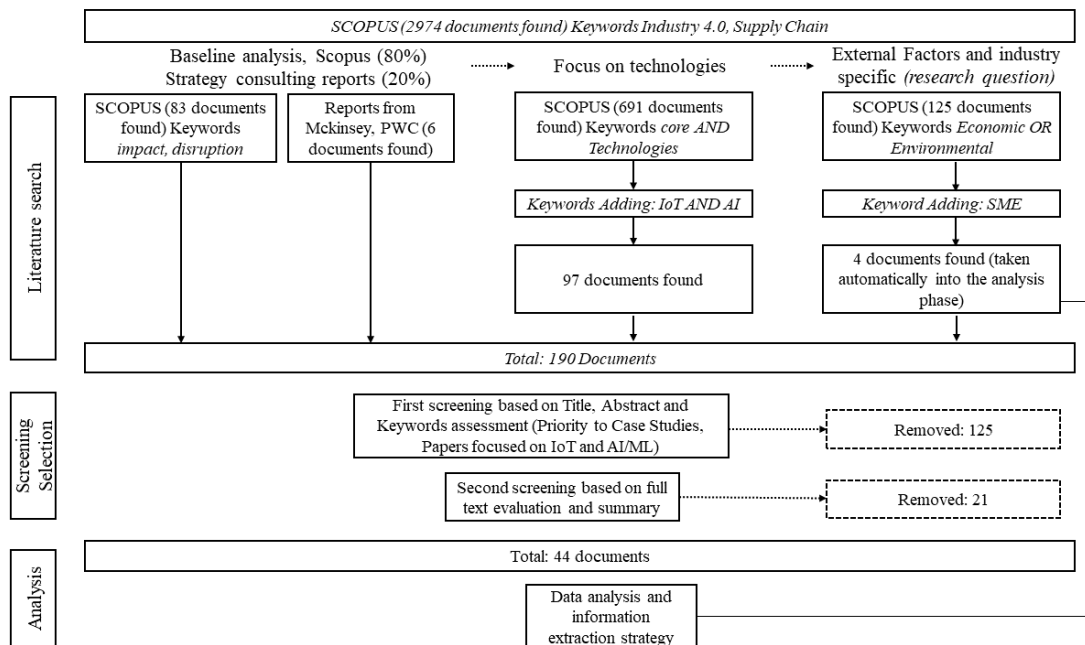 SCOPUS (2974 documents found) Keywords Industry 4.0, Supply Chain
Baseline analysis, Scopus (80%)
Strategy consulting reports (20%)
Focus on technologies
External Factors and industry
specific (research question)
Literature search
SCOPUS (83 documents
found) Keywords
impact, disruption
Reports from
Mckinsey, PWC (6
documents found)
SCOPUS (691 documents
found) Keywords core AND
Technologies
SCOPUS (125 documents
found) Keywords Economic OR
Environmental
Keywords Adding: IoT AND AI
Keyword Adding: SME
97 documents found
4 documents found (taken
automatically into the analysis
phase)
Total: 190 Documents
Screening
Selection
First screening based on Title, Abstract and
Keywords assessment (Priority to Case Studies,
Papers focused on IoT and AI/ML)
Removed: 125
Second screening based on full
text evaluation and summary
Removed: 21
Analysis
Total: 44 documents
Data analysis and
information
extraction strategy